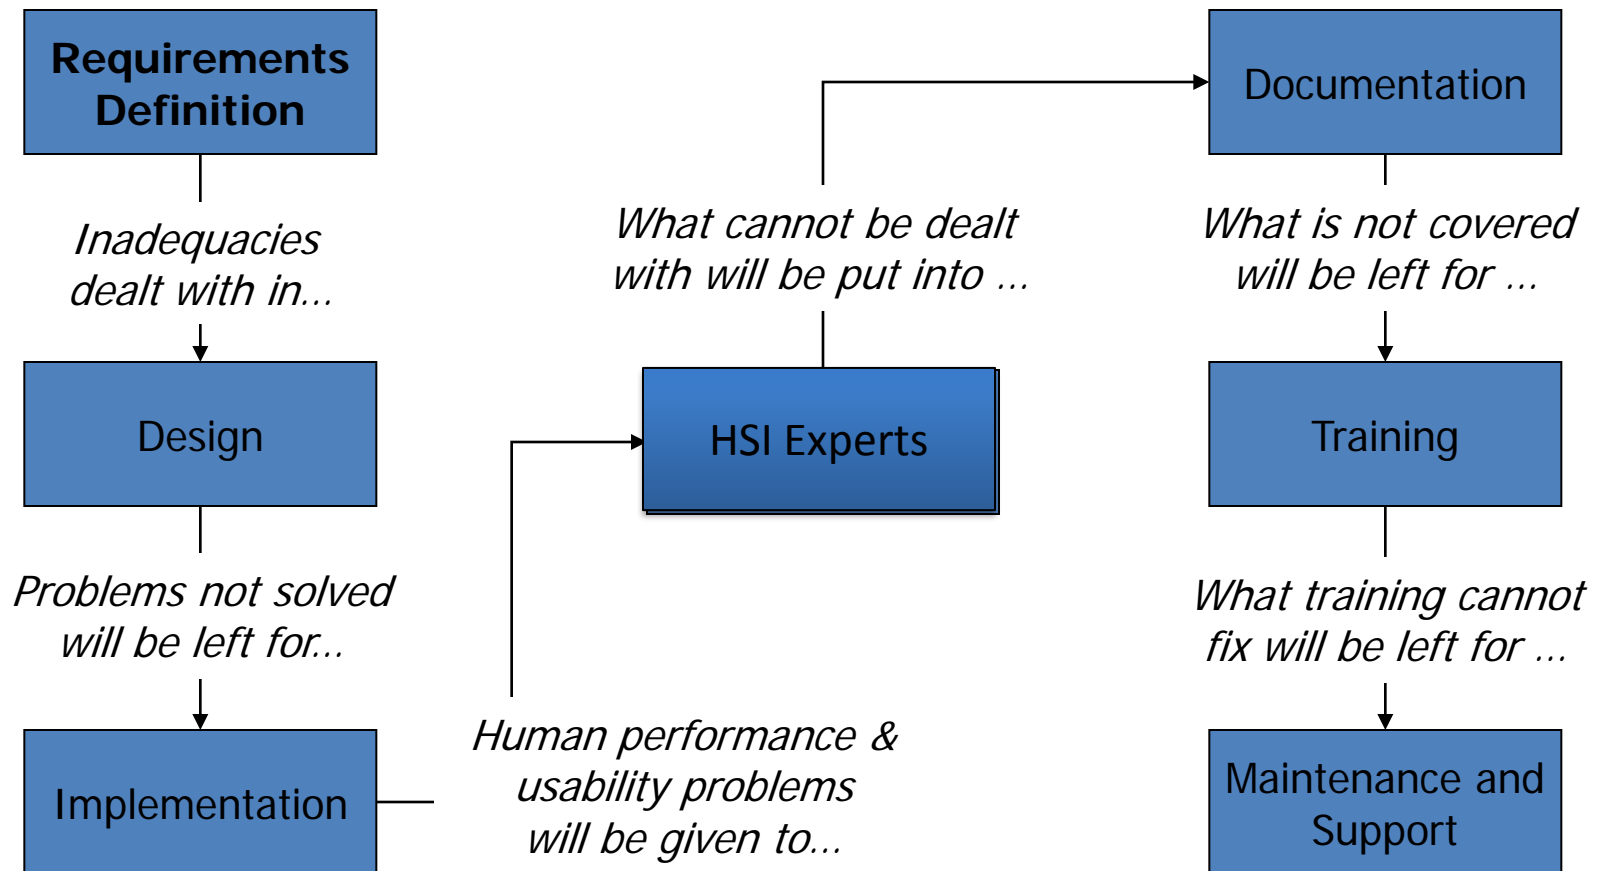 Requirements
Definition
Inadequacies
dealt with in...
Design
Problems not solved
will be left for...
Implementation
Human performance &
usability problems
will be given to...
HSI Experts
What cannot be dealt
with will be put into ...
Documentation
What is not covered
will be left for ...
Training
What training cannot
fix will be left for ...
Maintenance and
Support